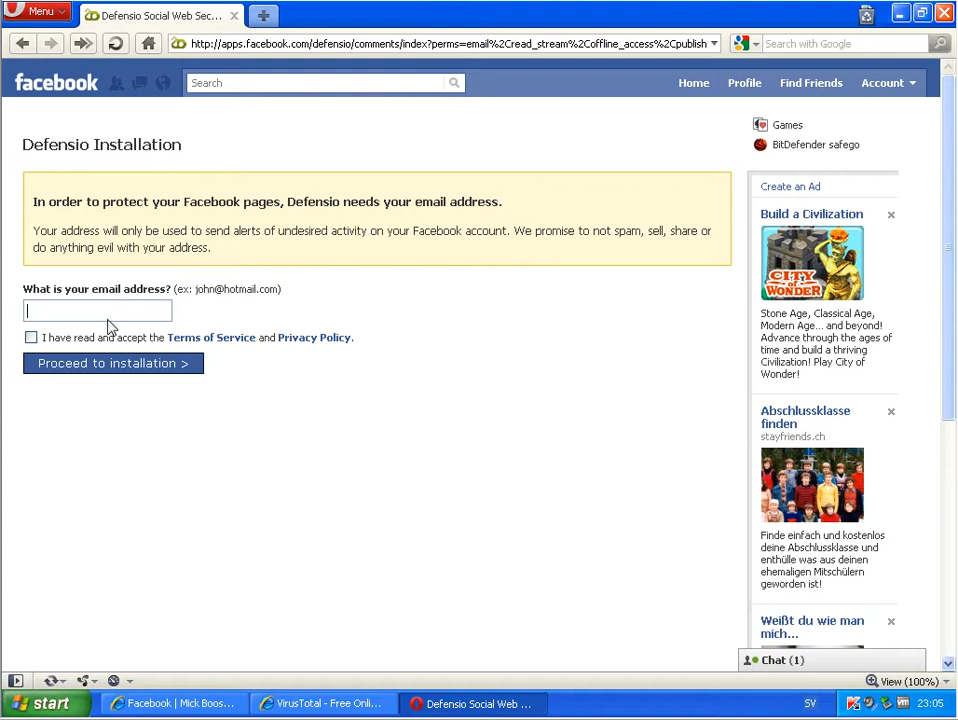 Menu
Defensio Social Web Sec...
http://apps.facebook.com/defensio/comments/index?perms=email%2Cread_stream%2Coffline_access%2Cpublish
Search with Google
facebook
Search
Home
Profile
Find Friends
Account
Games
BitDefender safego
Defensio Installation
In order to protect your Facebook pages, Defensio needs your email address.
Your address will only be used to send alerts of undesired activity on your Facebook account. We promise to not spam, sell, share or
do anything evil with your address.
What is your email address? (ex: john@hotmail.com)
I have read and accept the Terms of Service and Privacy Policy.
Proceed to installation >
Create an Ad
Build a Civilization
CITY OF WONDER
Stone Age, Classical Age,
Modern Age... and beyond!
Advance through the ages of
time and build a thriving
Civilization! Play City of
Wonder!
Abschlussklasse
finden
stayfriends.ch
Finde einfach und kostenlos
deine Abschlussklasse und
enthülle was aus deinen
ehemaligen Mitschülern
geworden ist!
Weißt du wie man
mich...
Chat (1)
View (100%)
start
Facebook | Mick Boos...
VirusTotal - Free Onli...
Defensio Social Web ...
SV
23:05